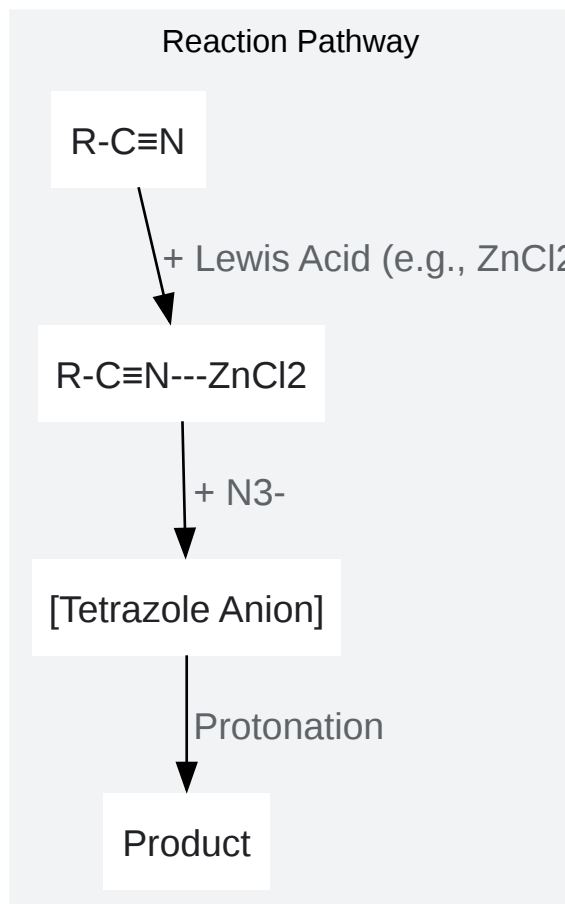 Reaction Pathway
R-C≡N
+ Lewis Acid (e.g., ZnCl2
R-C≡N---ZnCl2
+ N3-
[Tetrazole Anion]
Protonation
Product